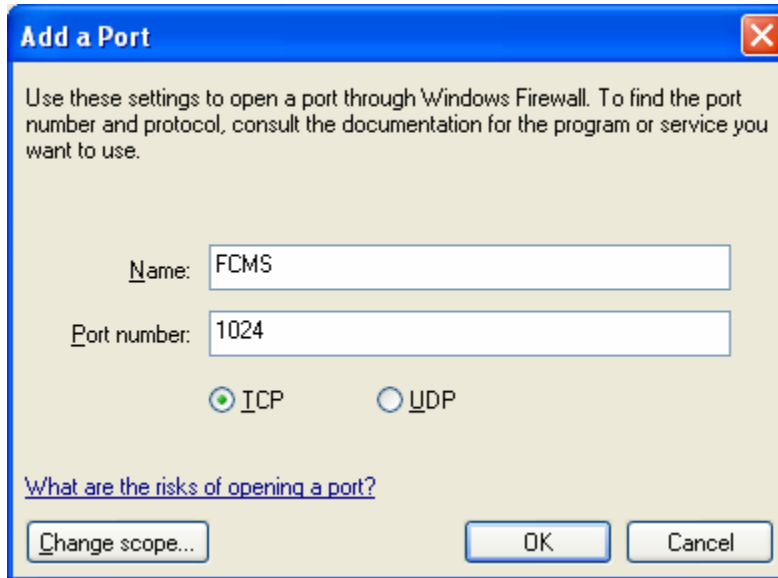 Add a Port
Use these settings to open a port through Windows Firewall. To find the port
number and protocol, consult the documentation for the program or service you
want to use.
Name: FCMS
Port number: 1024
TCP UDP
What are the risks of opening a port?
Change scope... OK Cancel